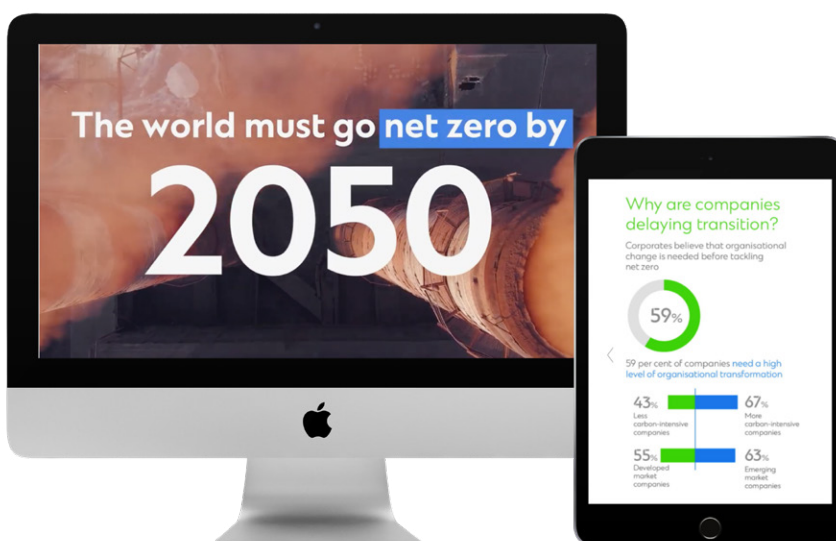 The world must go net zero by
2050
Why are companies
delaying transition?
Corporates believe that organisational
change is needed before tackling
net zero
59%
59 per cent of companies need a high
level of organisational transformation
43%
Less
carbon-intensive
companies
67%
More
carbon-intensive
companies
55%
Developed
market
companies
63%
Emerging
market
companies